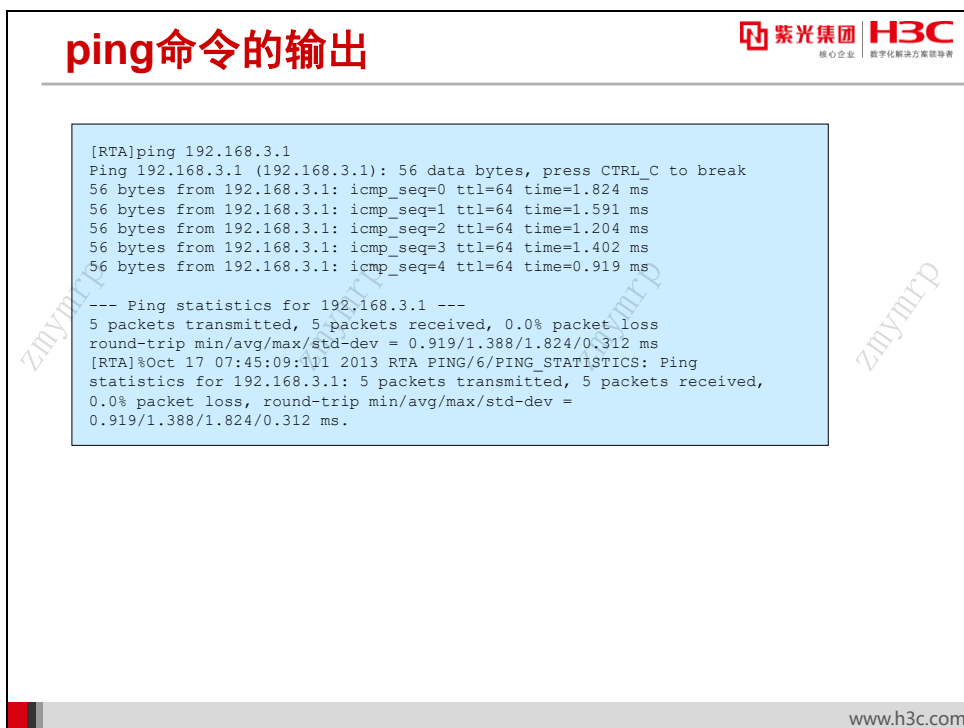 ping命令的输出
紫光集团
核心企业
H3C
数字化解决方案领导者
[RTA]ping 192.168.3.1
Ping 192.168.3.1 (192.168.3.1): 56 data bytes, press CTRL_C to break
56 bytes from 192.168.3.1: icmp_seq=0 ttl=64 time=1.824 ms
56 bytes from 192.168.3.1: icmp_seq=1 ttl=64 time=1.591 ms
56 bytes from 192.168.3.1: icmp_seq=2 ttl=64 time=1.204 ms
56 bytes from 192.168.3.1: icmp_seq=3 ttl=64 time=1.402 ms
56 bytes from 192.168.3.1: icmp_seq=4 ttl=64 time=0.919 ms
--- Ping statistics for 192.168.3.1 ---
5 packets transmitted, 5 packets received, 0.0% packet loss
round-trip min/avg/max/std-dev = 0.919/1.388/1.824/0.312 ms
[RTA]%Oct 17 07:45:09:111 2013 RTA PING/6/PING_STATISTICS: Ping
statistics for 192.168.3.1: 5 packets transmitted, 5 packets received,
0.0% packet loss, round-trip min/avg/max/std-dev =
0.919/1.388/1.824/0.312 ms.
zmymrp
zmymrp
zmymrp
zmymrp
www.h3c.com